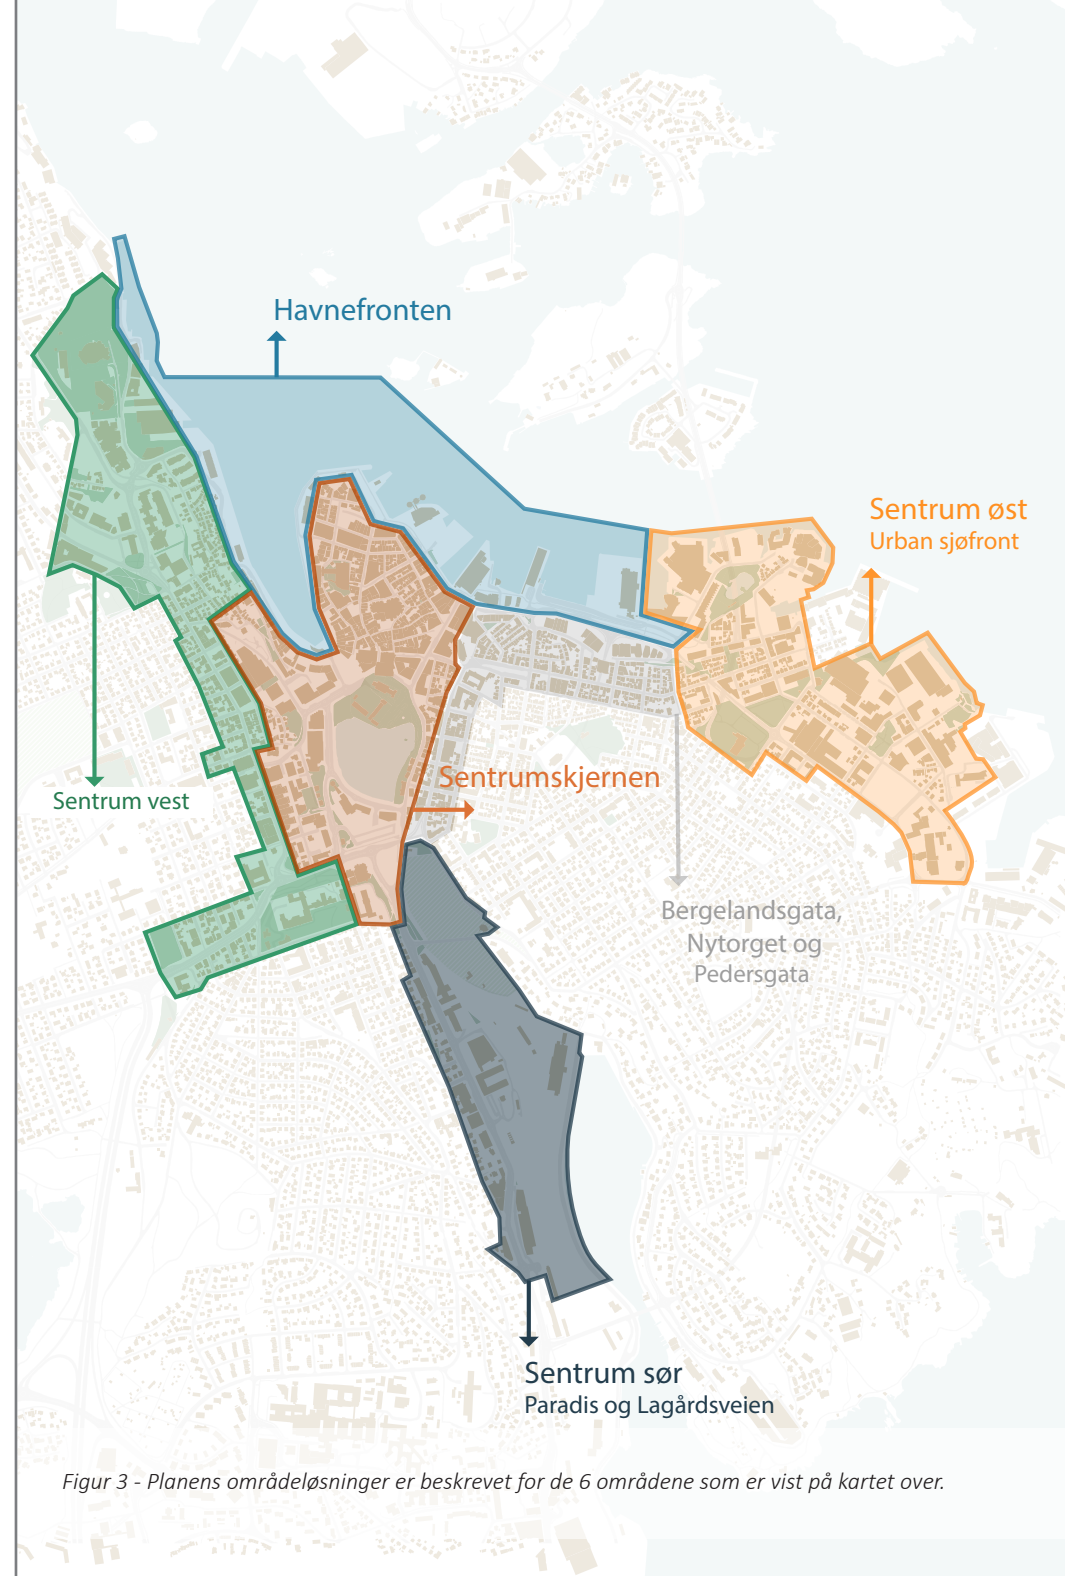 Havnefronten
Sentrum øst
Urban sjøfront
Sentrumskjernen
Sentrum vest
Bergelandsgata,
Nytorget og
Pedersgata
Sentrum sør
Paradis og Lagårdsveien
Figur 3 - Planens områdeløsninger er beskrevet for de 6 områdene som er vist på kartet over.